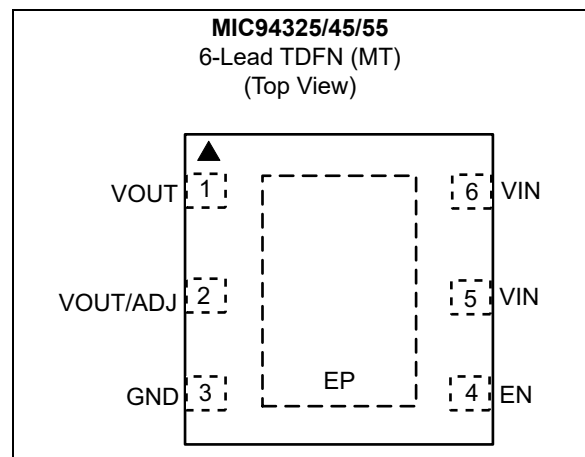 MIC94325/45/55
6-Lead TDFN (MT)
(Top View)
VOUT 1 6 VIN
VOUT/ADJ 2 5 VIN
GND 3 EP 4 EN